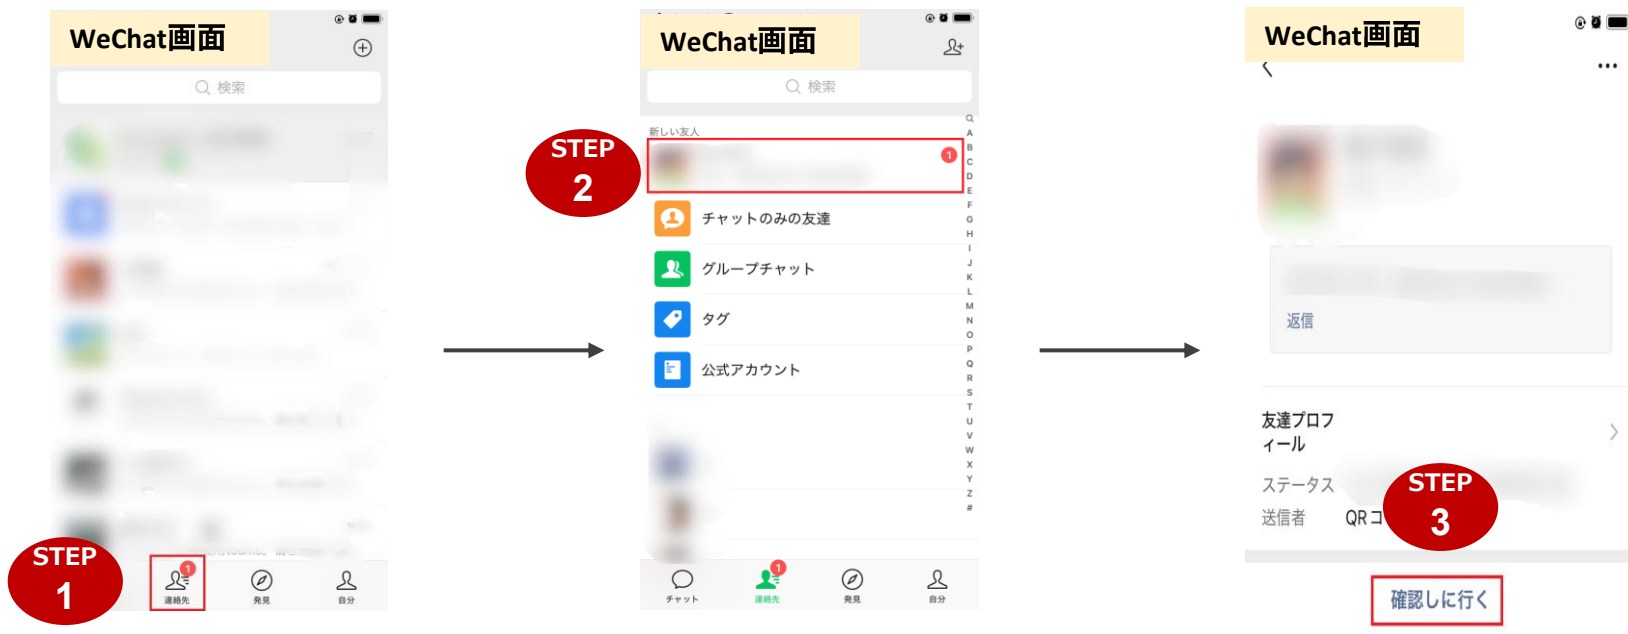 WeChat画面
検索
STEP
1
1
連絡先
発見
自分
WeChat画面
検索
新しい友人
STEP
2
1
チャットのみの友達
グループチャット
タグ
公式アカウント
A
B
C
D
E
F
G
H
I
J
K
L
M
N
O
P
Q
R
S
T
U
V
W
X
Y
Z
#
チャット
1
連絡先
発見
自分
WeChat画面
返信
友達プロフ
ィール
ステータス
送信者 QRコ
STEP
3
確認しに行く